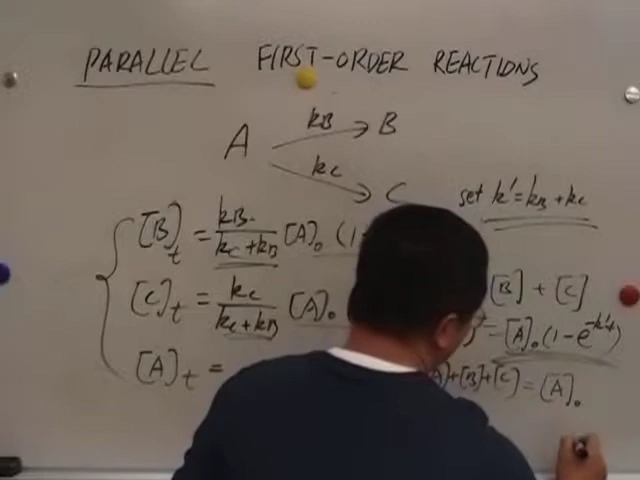 PARALLEL FIRST-ORDER REACTIONS
kB
A → B
kC
→ C
set k' = kB + kC
[B]t = kB / (kC + kB) [A]₀ (1-
[C]t = kC / (kC + kB) [A]₀
[A]t =
[B] + [C]
= [A]₀ (1 - e^-k't)
A] + [B] + [C] = [A]₀